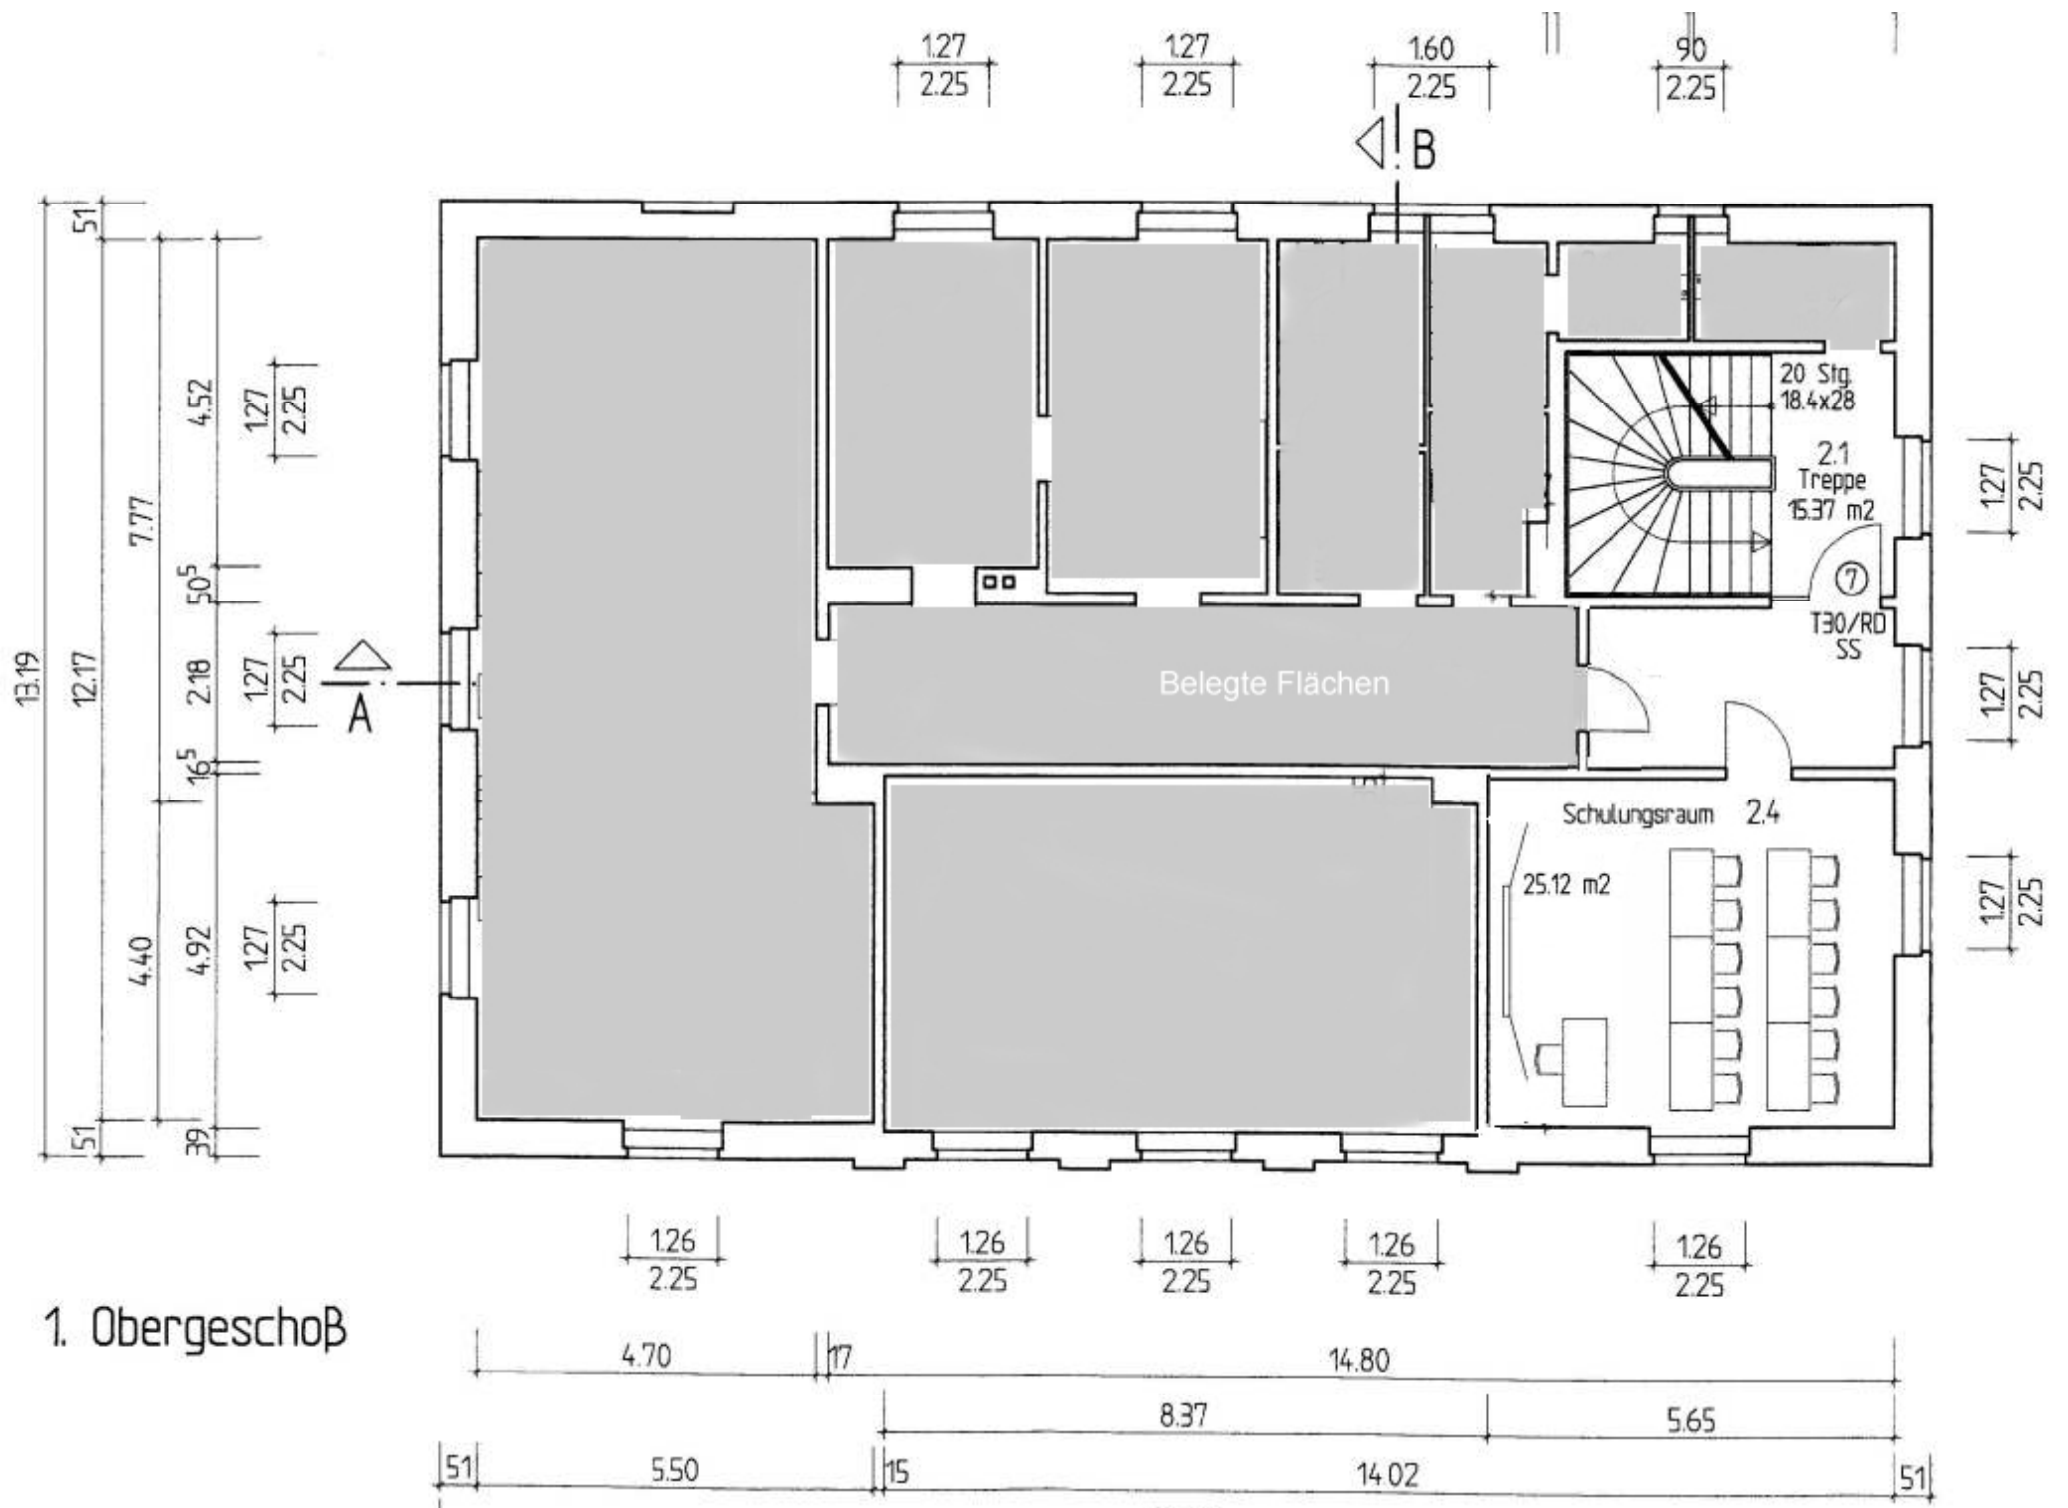 1.27 1.27 1.60 90
2.25 2.25 2.25 2.25
B
51
4.52
1.27
2.25
7.77
50⁵
13.19
12.17
2.18
1.27
2.25
A
16⁵
4.40
4.92
1.27
2.25
51
39
20 Stg.
18.4x28
2.1
Treppe
15.37 m2
7
T30/RD
SS
1.27
2.25
1.27
2.25
Belegte Flächen
Schulungsraum 2.4
25.12 m2
1.27
2.25
1.26 1.26 1.26 1.26 1.26
2.25 2.25 2.25 2.25 2.25
1. Obergeschoß
4.70 17 14.80
8.37 5.65
51 5.50 15 14.02 51